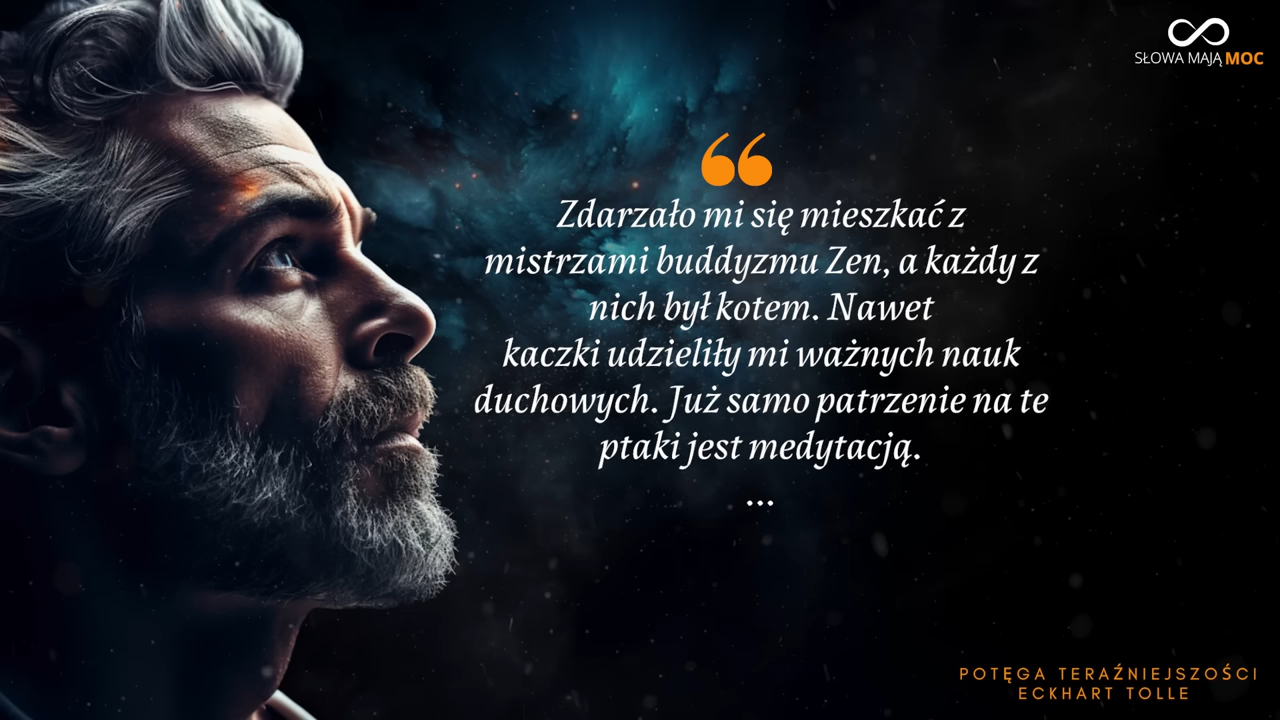 SŁOWA MAJĄ MOC
Zdarzało mi się mieszkać z
mistrzami buddyzmu Zen, a każdy z
nich był kotem. Nawet
kaczki udzieliły mi ważnych nauk
duchowych. Już samo patrzenie na te
ptaki jest medytacją.
...
POTĘGA TERAŹNIEJSZOŚCI
ECKHART TOLLE